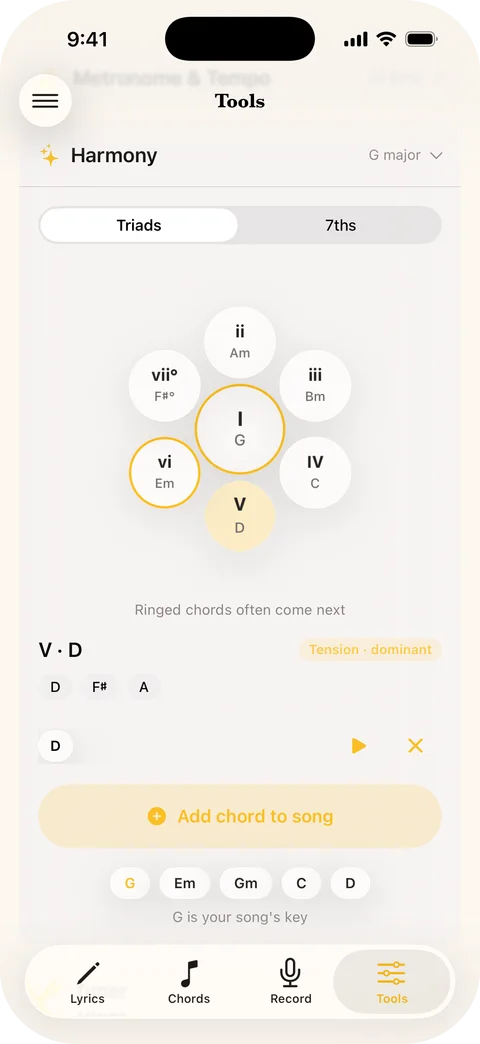 9:41
Metronome & Tempo
Tools
Harmony
G major
Triads
7ths
ii
Am
vii°
F♯°
iii
Bm
I
G
vi
Em
IV
C
V
D
Ringed chords often come next
V · D
Tension · dominant
D F♯ A
D
Add chord to song
G Em Gm C D
G is your song's key
Lyrics
Chords
Record
Tools